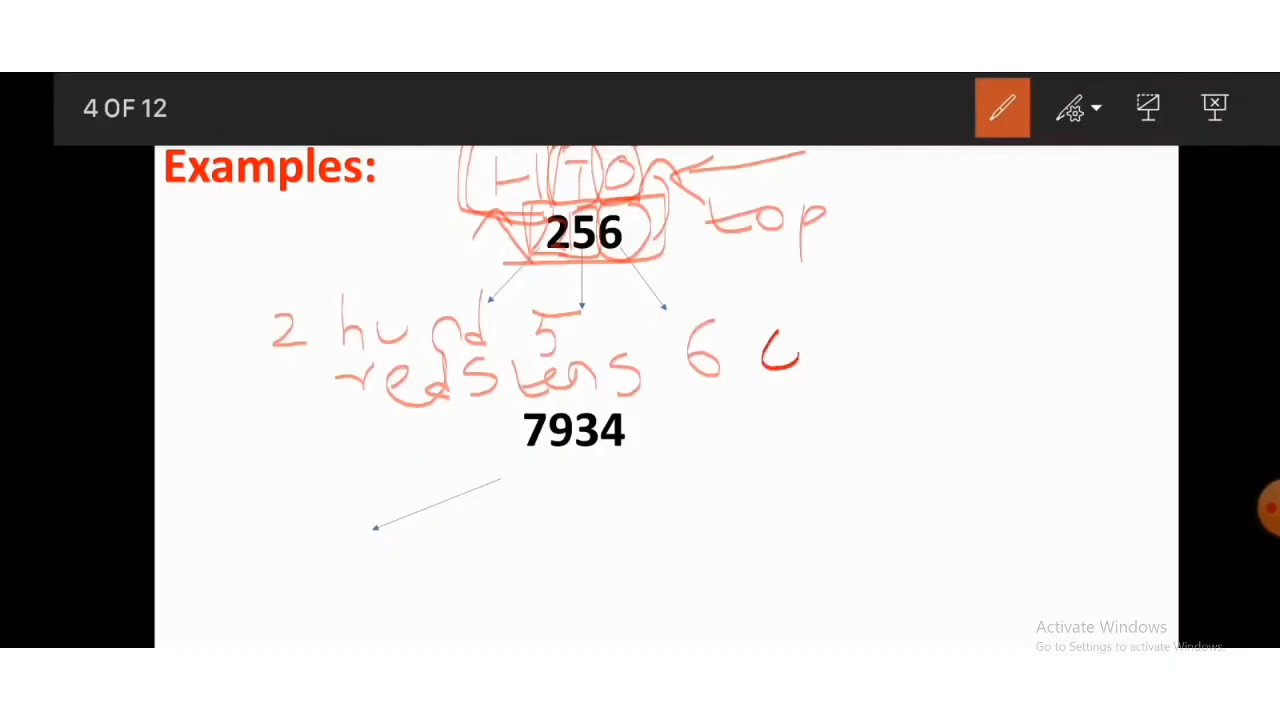 4 OF 12
Examples:
H T O
top
256
2 hund 5 6
reds tens
7934
Activate Windows
Go to Settings to activate Windows.